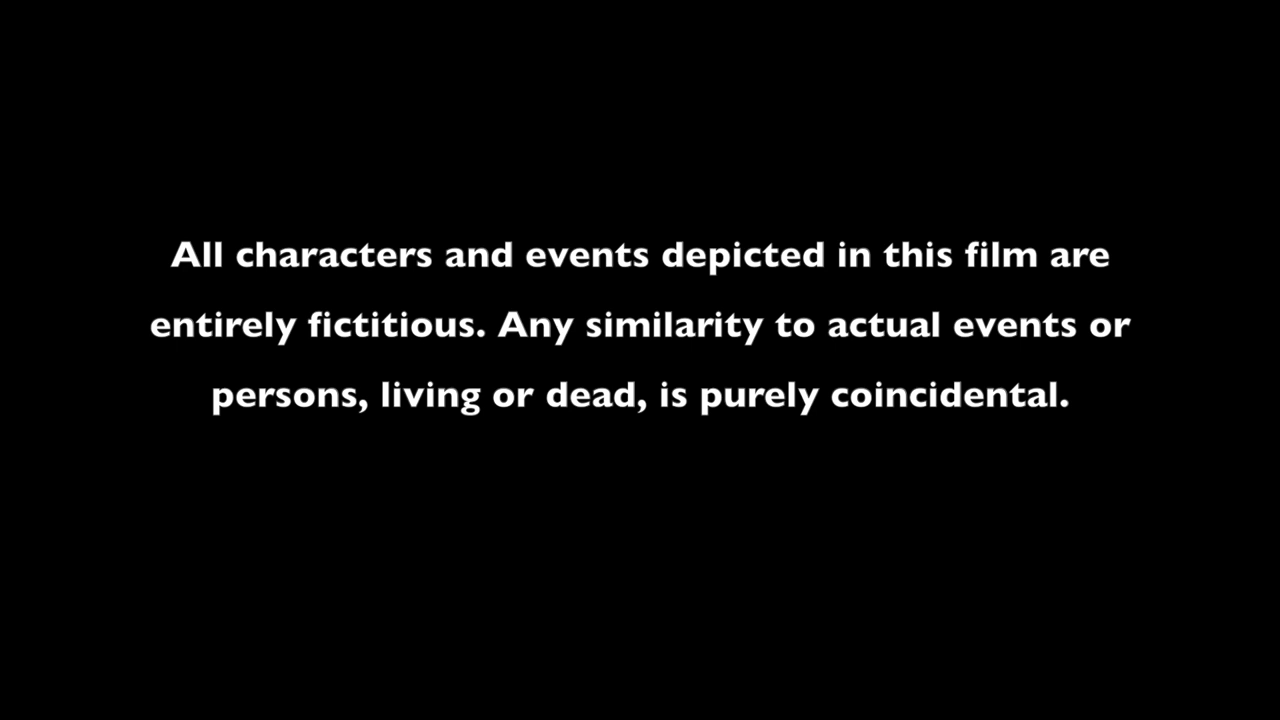 All characters and events depicted in this film are
entirely fictitious. Any similarity to actual events or
persons, living or dead, is purely coincidental.